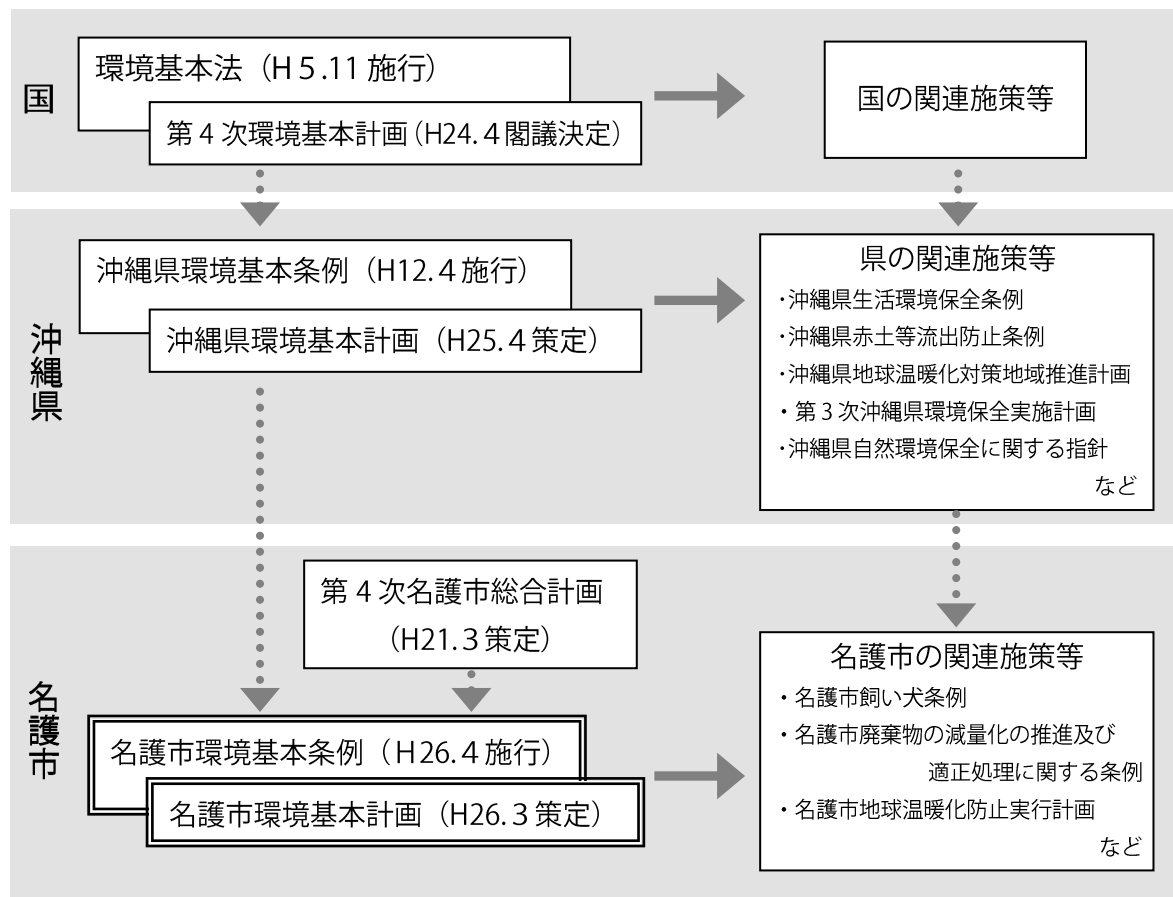 国
環境基本法（H５.11 施行）
第４次環境基本計画（H24.４閣議決定）
国の関連施策等
沖縄県
沖縄県環境基本条例（H12.４施行）
沖縄県環境基本計画（H25.４策定）
県の関連施策等
・沖縄県生活環境保全条例
・沖縄県赤土等流出防止条例
・沖縄県地球温暖化対策地域推進計画
・第３次沖縄県環境保全実施計画
・沖縄県自然環境保全に関する指針
など
名護市
第４次名護市総合計画
（H21.３策定）
名護市環境基本条例（H26.４施行）
名護市環境基本計画（H26.３策定）
名護市の関連施策等
・名護市飼い犬条例
・名護市廃棄物の減量化の推進及び
適正処理に関する条例
・名護市地球温暖化防止実行計画
など